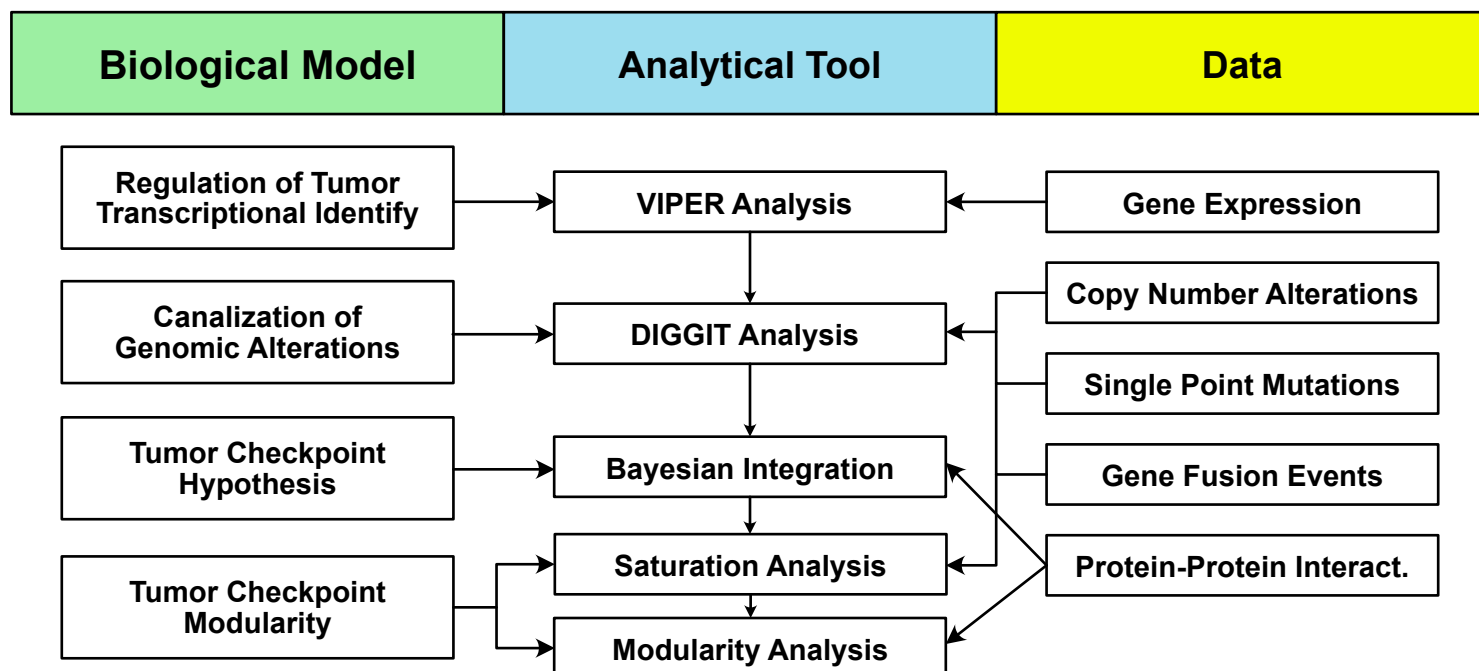 Biological Model
Analytical Tool
Data
Regulation of Tumor
Transcriptional Identify
VIPER Analysis
Gene Expression
Canalization of
Genomic Alterations
DIGGIT Analysis
Copy Number Alterations
Single Point Mutations
Tumor Checkpoint
Hypothesis
Bayesian Integration
Gene Fusion Events
Tumor Checkpoint
Modularity
Saturation Analysis
Protein-Protein Interact.
Modularity Analysis